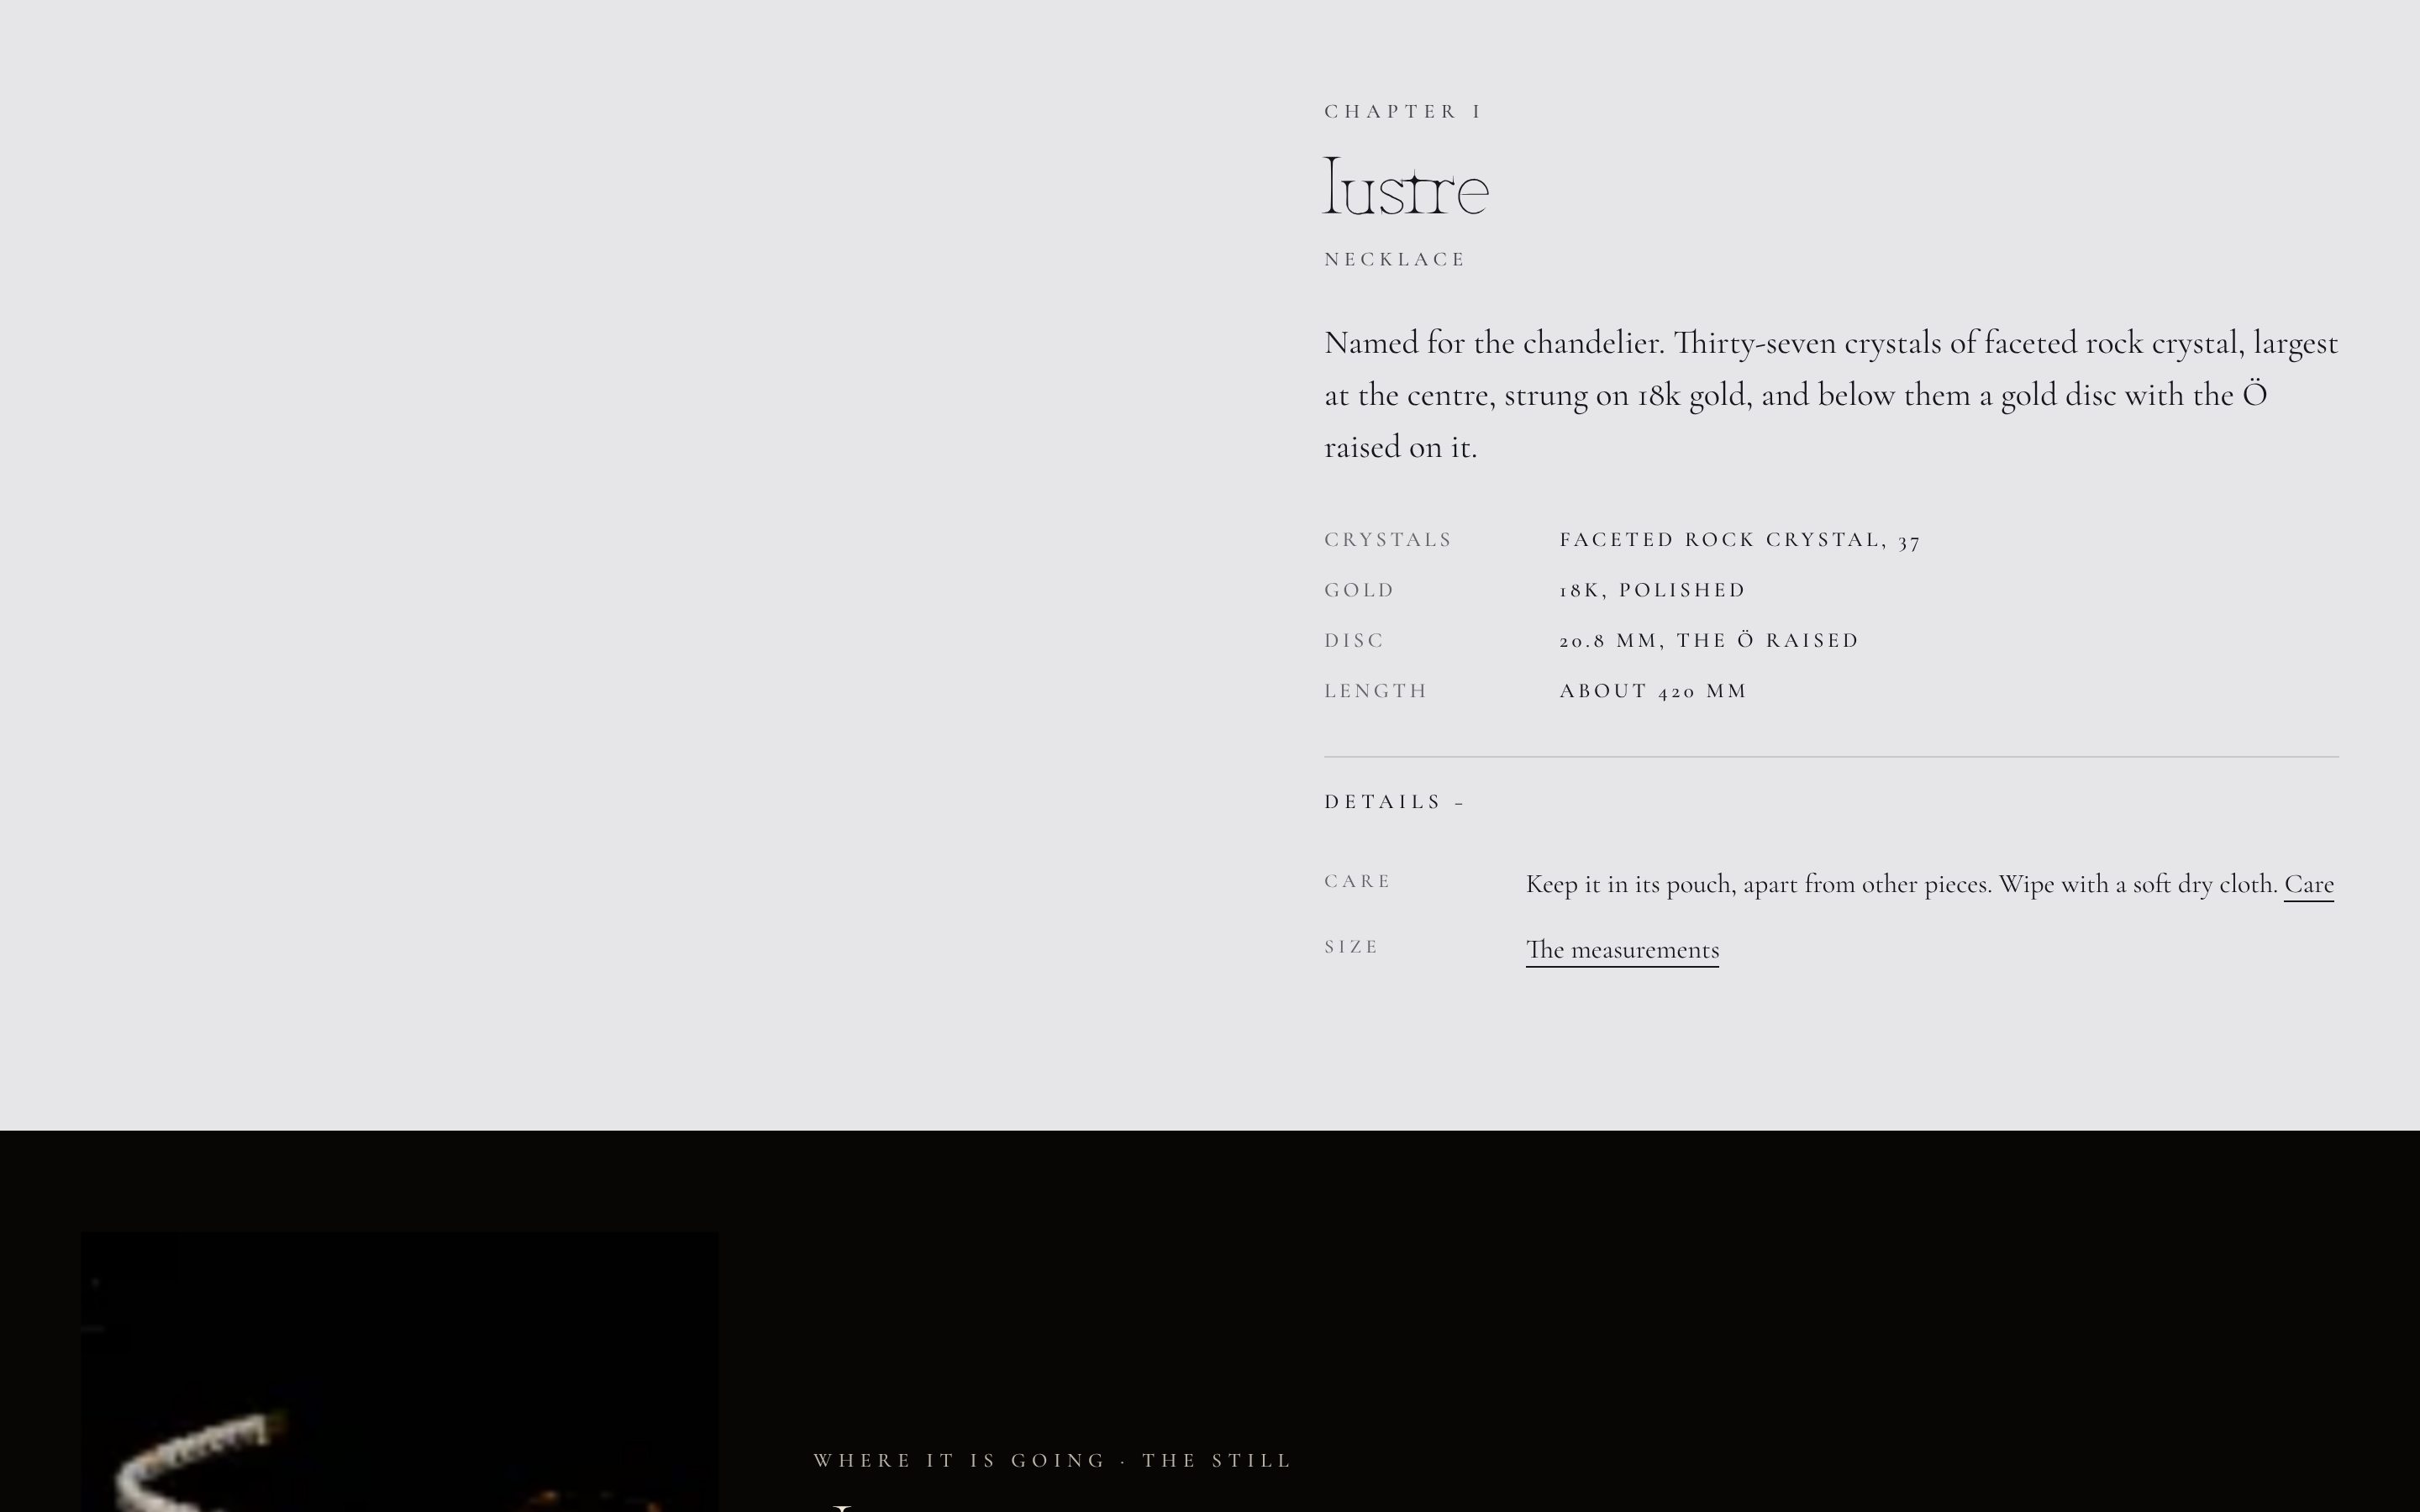 CHAPTER I
lustre
NECKLACE
Named for the chandelier. Thirty-seven crystals of faceted rock crystal, largest
at the centre, strung on 18k gold, and below them a gold disc with the Ö
raised on it.
CRYSTALS FACETED ROCK CRYSTAL, 37
GOLD 18K, POLISHED
DISC 20.8 MM, THE Ö RAISED
LENGTH ABOUT 420 MM
DETAILS –
CARE Keep it in its pouch, apart from other pieces. Wipe with a soft dry cloth. Care
SIZE The measurements
WHERE IT IS GOING · THE STILL